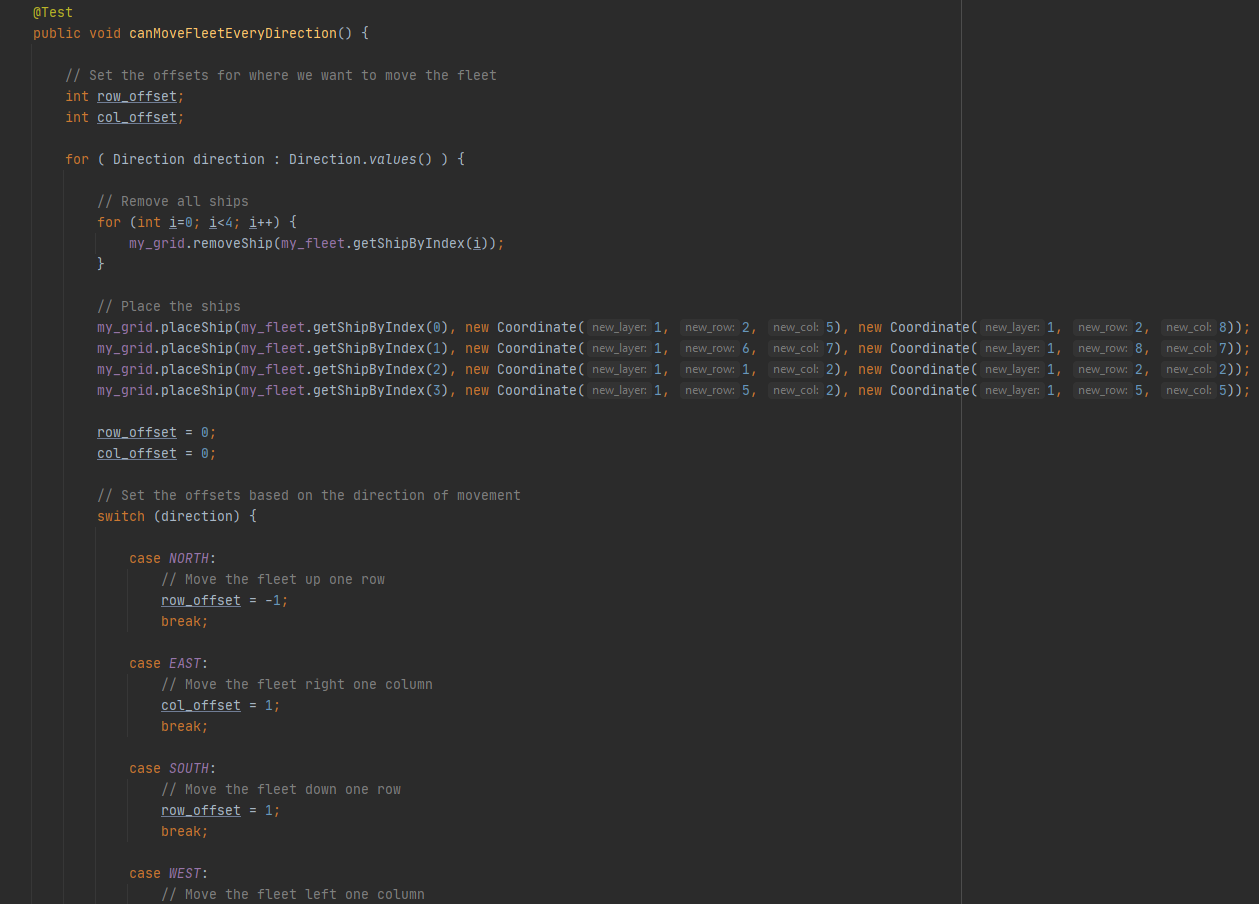 @Test
public void canMoveFleetEveryDirection() {
// Set the offsets for where we want to move the fleet
int row_offset;
int col_offset;
for ( Direction direction : Direction.values() ) {
// Remove all ships
for (int i=0; i<4; i++) {
my_grid.removeShip(my_fleet.getShipByIndex(i));
}
// Place the ships
my_grid.placeShip(my_fleet.getShipByIndex(0), new Coordinate( new_layer: 1, new_row: 2, new_col: 5), new Coordinate( new_layer: 1, new_row: 2, new_col: 8));
my_grid.placeShip(my_fleet.getShipByIndex(1), new Coordinate( new_layer: 1, new_row: 6, new_col: 7), new Coordinate( new_layer: 1, new_row: 8, new_col: 7));
my_grid.placeShip(my_fleet.getShipByIndex(2), new Coordinate( new_layer: 1, new_row: 1, new_col: 2), new Coordinate( new_layer: 1, new_row: 2, new_col: 2));
my_grid.placeShip(my_fleet.getShipByIndex(3), new Coordinate( new_layer: 1, new_row: 5, new_col: 2), new Coordinate( new_layer: 1, new_row: 5, new_col: 5));
row_offset = 0;
col_offset = 0;
// Set the offsets based on the direction of movement
switch (direction) {
case NORTH:
// Move the fleet up one row
row_offset = -1;
break;
case EAST:
// Move the fleet right one column
col_offset = 1;
break;
case SOUTH:
// Move the fleet down one row
row_offset = 1;
break;
case WEST:
// Move the fleet left one column